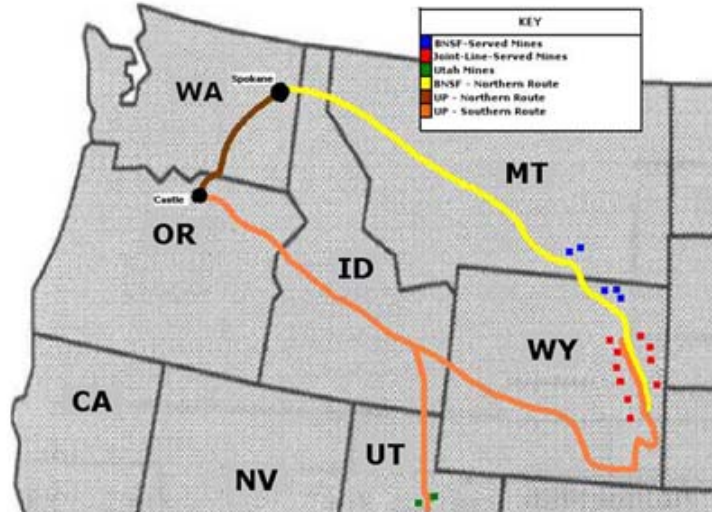 KEY
BNSF-Served Mines
Joint-Line-Served Mines
Utah Mines
BNSF - Northern Route
UP - Northern Route
UP - Southern Route
Spokane
WA
MT
Castle
OR
ID
WY
CA
UT
NV